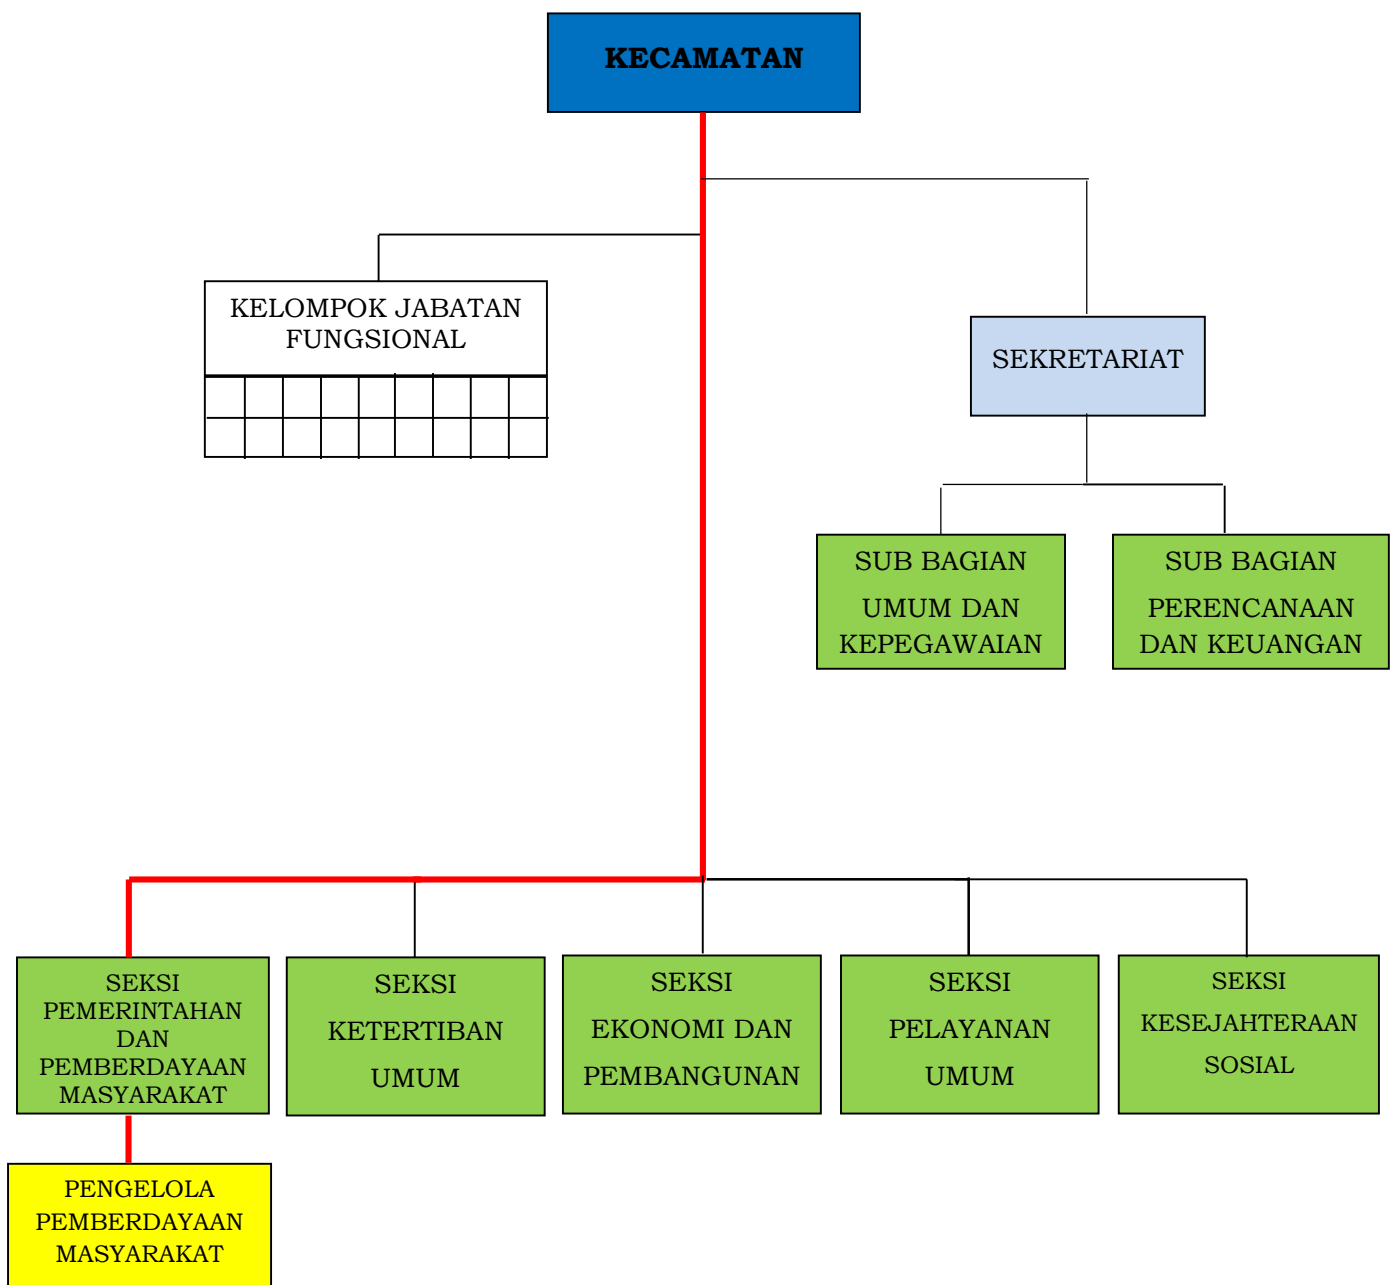 KECAMATAN
KELOMPOK JABATAN
FUNGSIONAL
SEKRETARIAT
SUB BAGIAN
UMUM DAN
KEPEGAWAIAN
SUB BAGIAN
PERENCANAAN
DAN KEUANGAN
SEKSI
PEMERINTAHAN
DAN
PEMBERDAYAAN
MASYARAKAT
SEKSI
KETERTIBAN
UMUM
SEKSI
EKONOMI DAN
PEMBANGUNAN
SEKSI
PELAYANAN
UMUM
SEKSI
KESEJAHTERAAN
SOSIAL
PENGELOLA
PEMBERDAYAAN
MASYARAKAT